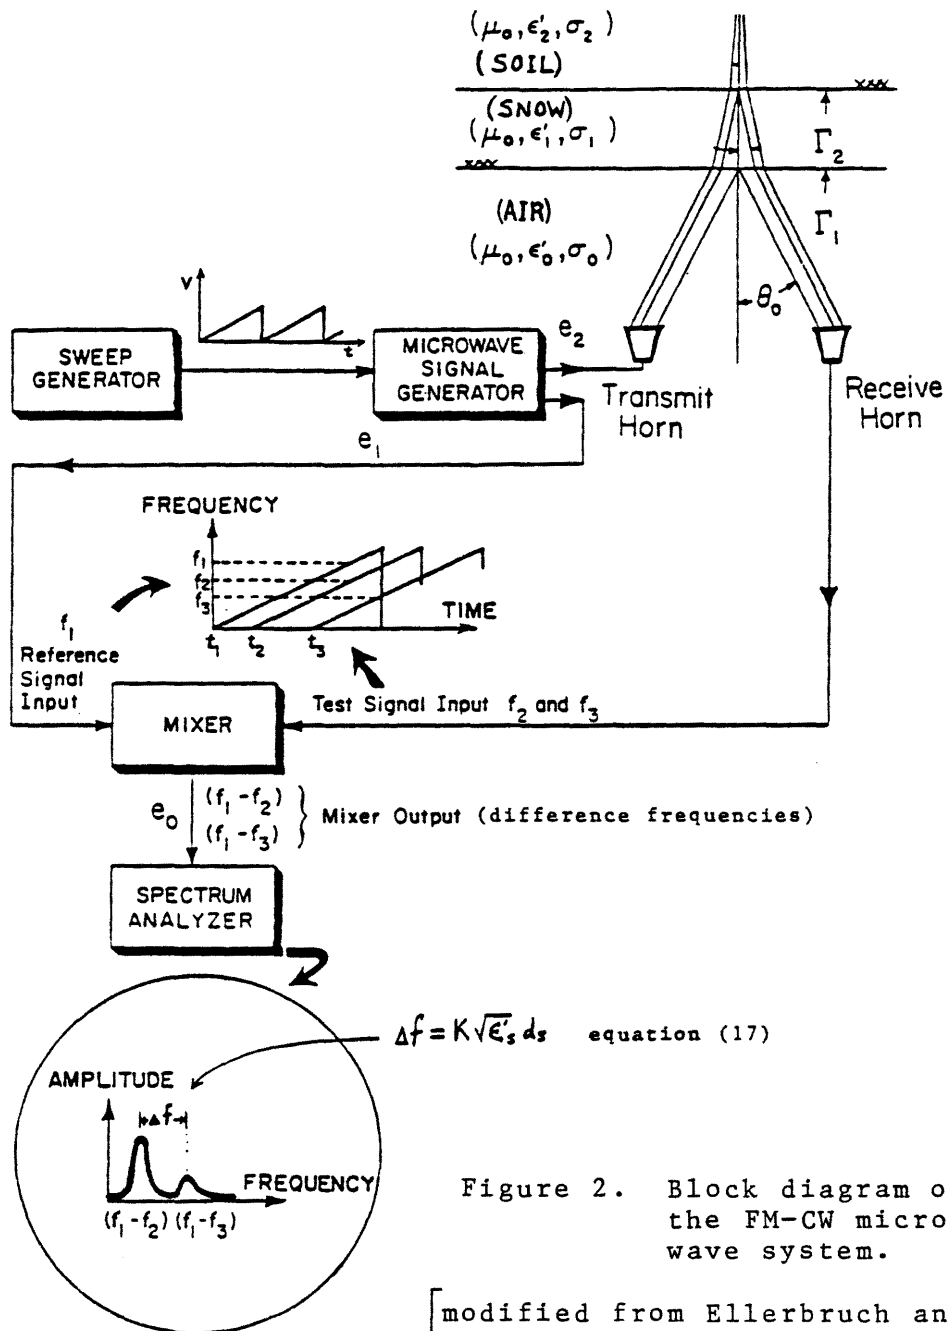 (μ₀, ε′₂, σ₂)
(SOIL)
(SNOW)
(μ₀, ε′₁, σ₁)
Γ₂
(AIR)
(μ₀, ε′₀, σ₀)
Γ₁
θ₀
V
t
SWEEP
GENERATOR
MICROWAVE
SIGNAL
GENERATOR
e₂
Transmit
Horn
Receive
Horn
e₁
FREQUENCY
f₁
f₂
f₃
TIME
t₁ t₂ t₃
f₁
Reference
Signal
Input
Test Signal Input f₂ and f₃
MIXER
e₀
(f₁-f₂)
(f₁-f₃)
Mixer Output (difference frequencies)
SPECTRUM
ANALYZER
Δf = K√ε′ₛ dₛ equation (17)
AMPLITUDE
Δf
FREQUENCY
(f₁-f₂) (f₁-f₃)
Figure 2. Block diagram o
the FM-CW micro
wave system.
[modified from Ellerbruch an